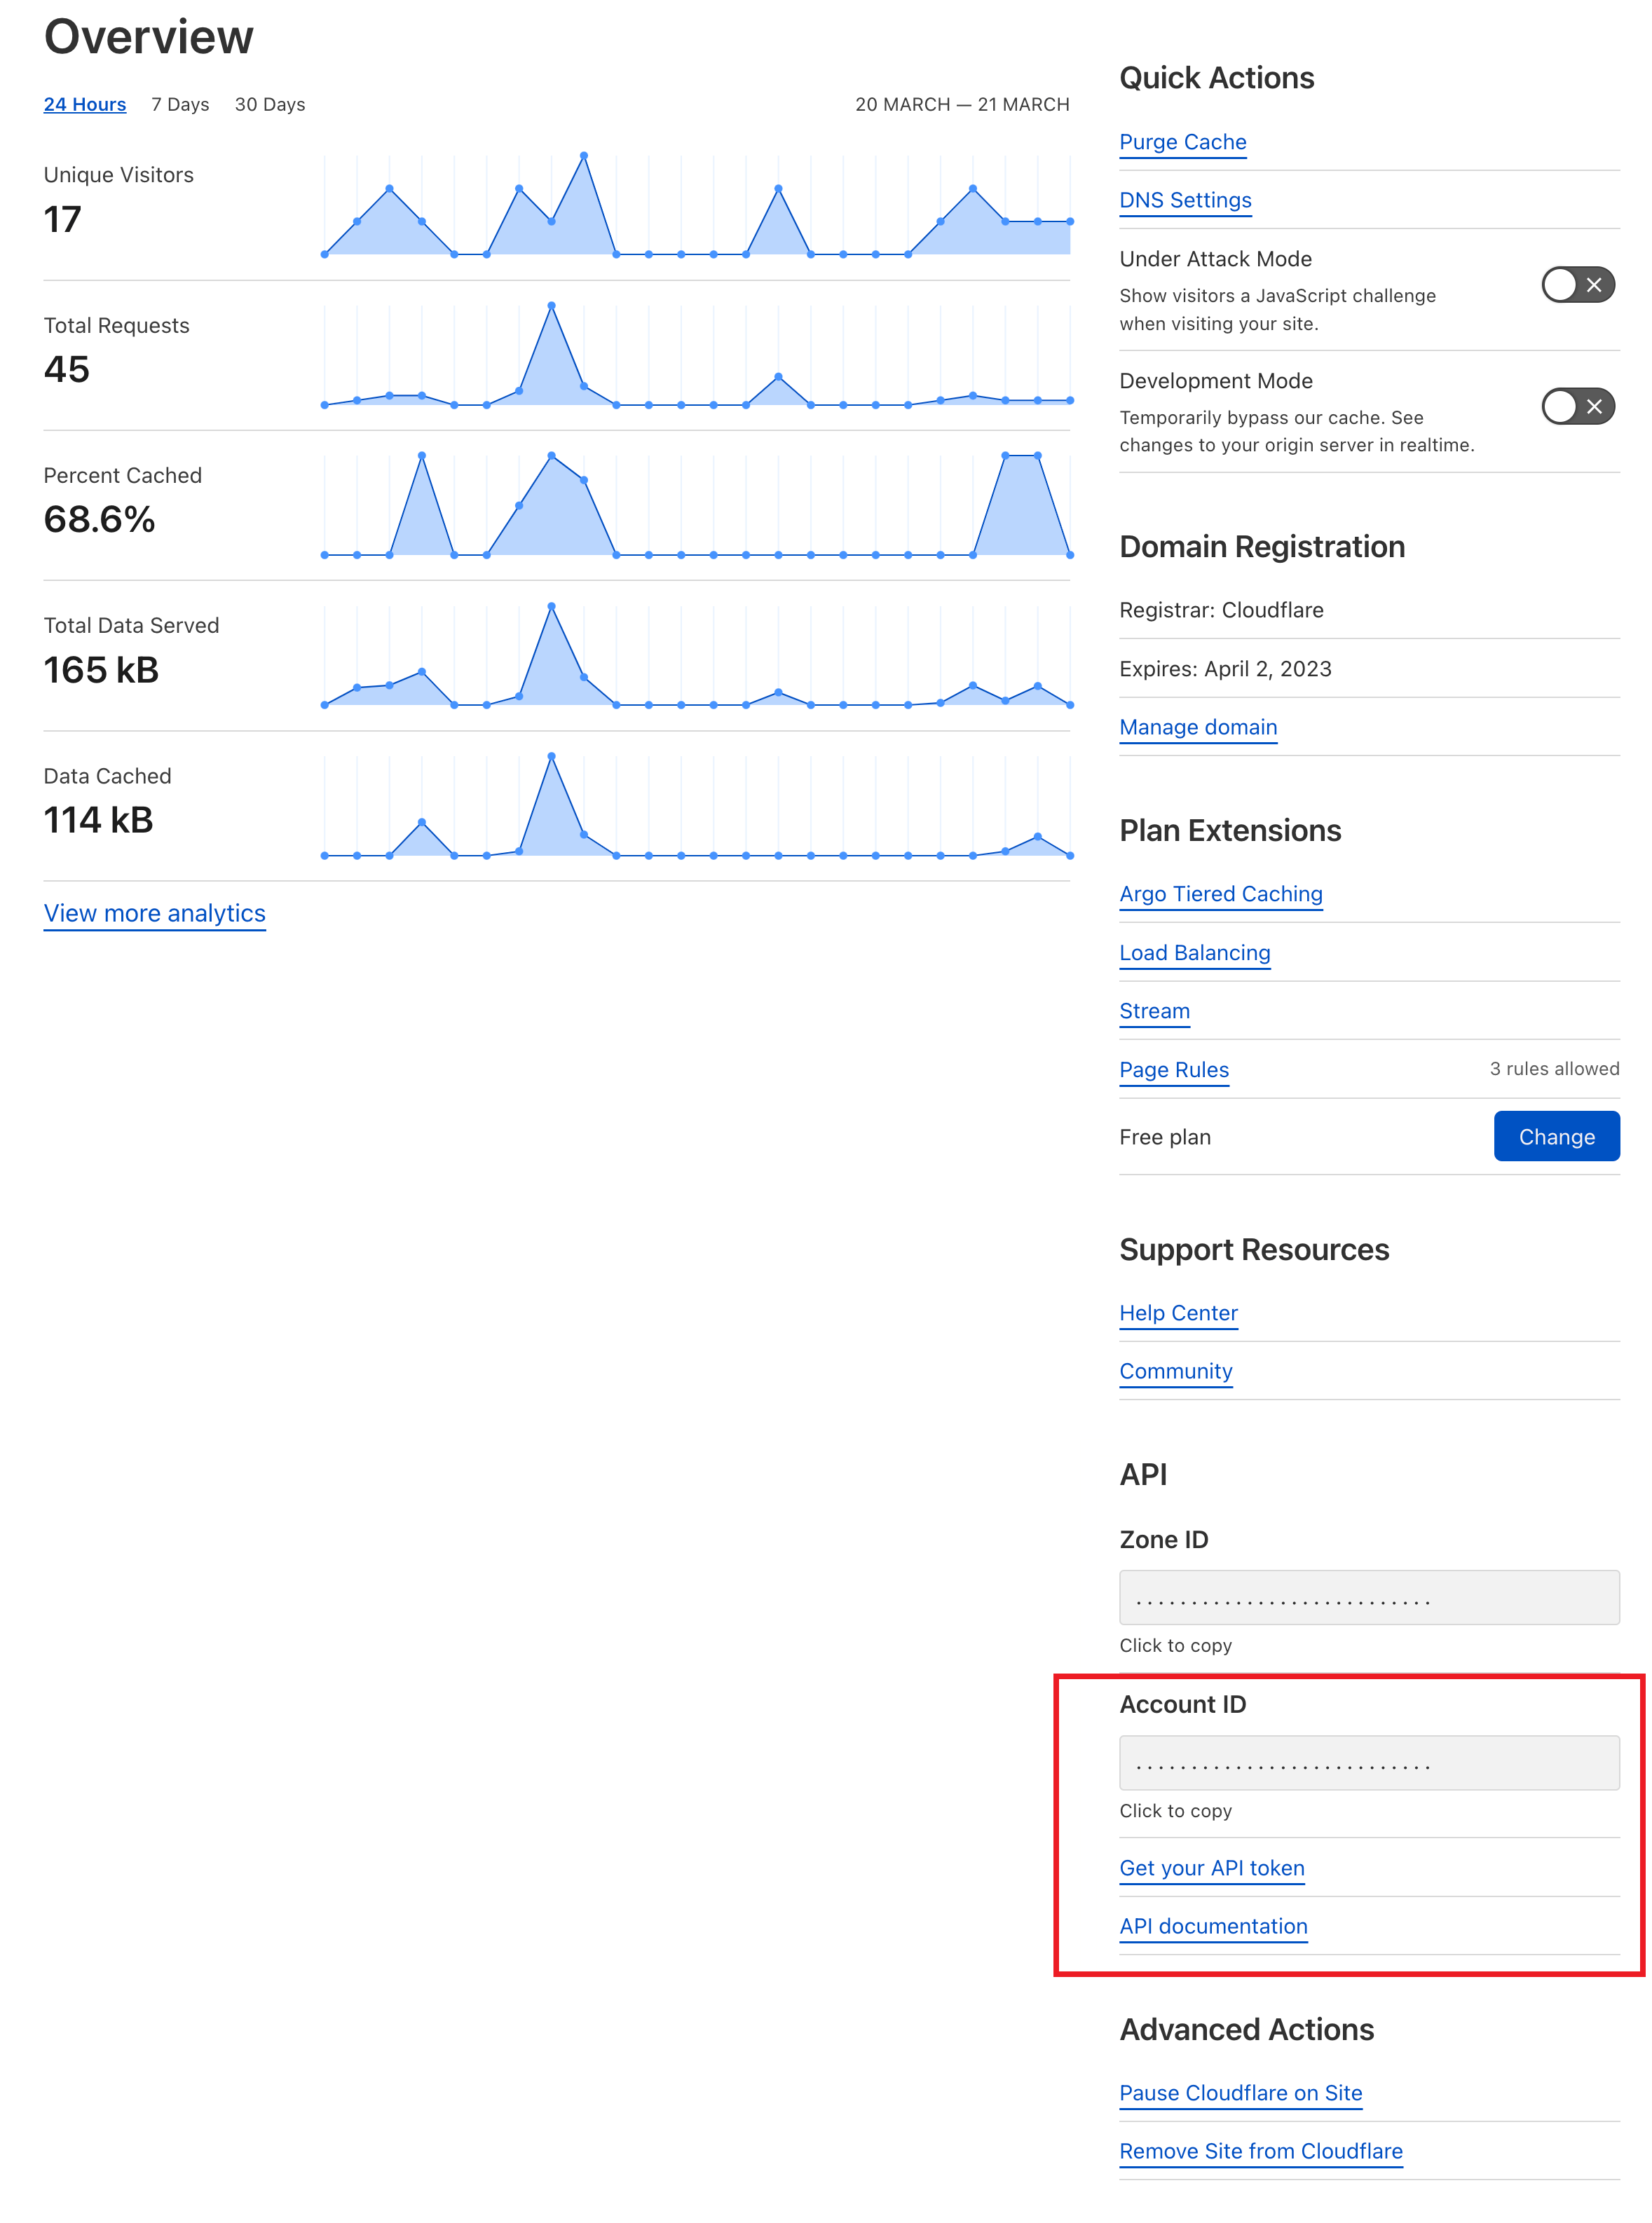 Overview
24 Hours 7 Days 30 Days 20 MARCH — 21 MARCH
Unique Visitors
17
Total Requests
45
Percent Cached
68.6%
Total Data Served
165 kB
Data Cached
114 kB
View more analytics
Quick Actions
Purge Cache
DNS Settings
Under Attack Mode
Show visitors a JavaScript challenge
when visiting your site.
Development Mode
Temporarily bypass our cache. See
changes to your origin server in realtime.
Domain Registration
Registrar: Cloudflare
Expires: April 2, 2023
Manage domain
Plan Extensions
Argo Tiered Caching
Load Balancing
Stream
Page Rules 3 rules allowed
Free plan Change
Support Resources
Help Center
Community
API
Zone ID
...........................
Click to copy
Account ID
...........................
Click to copy
Get your API token
API documentation
Advanced Actions
Pause Cloudflare on Site
Remove Site from Cloudflare